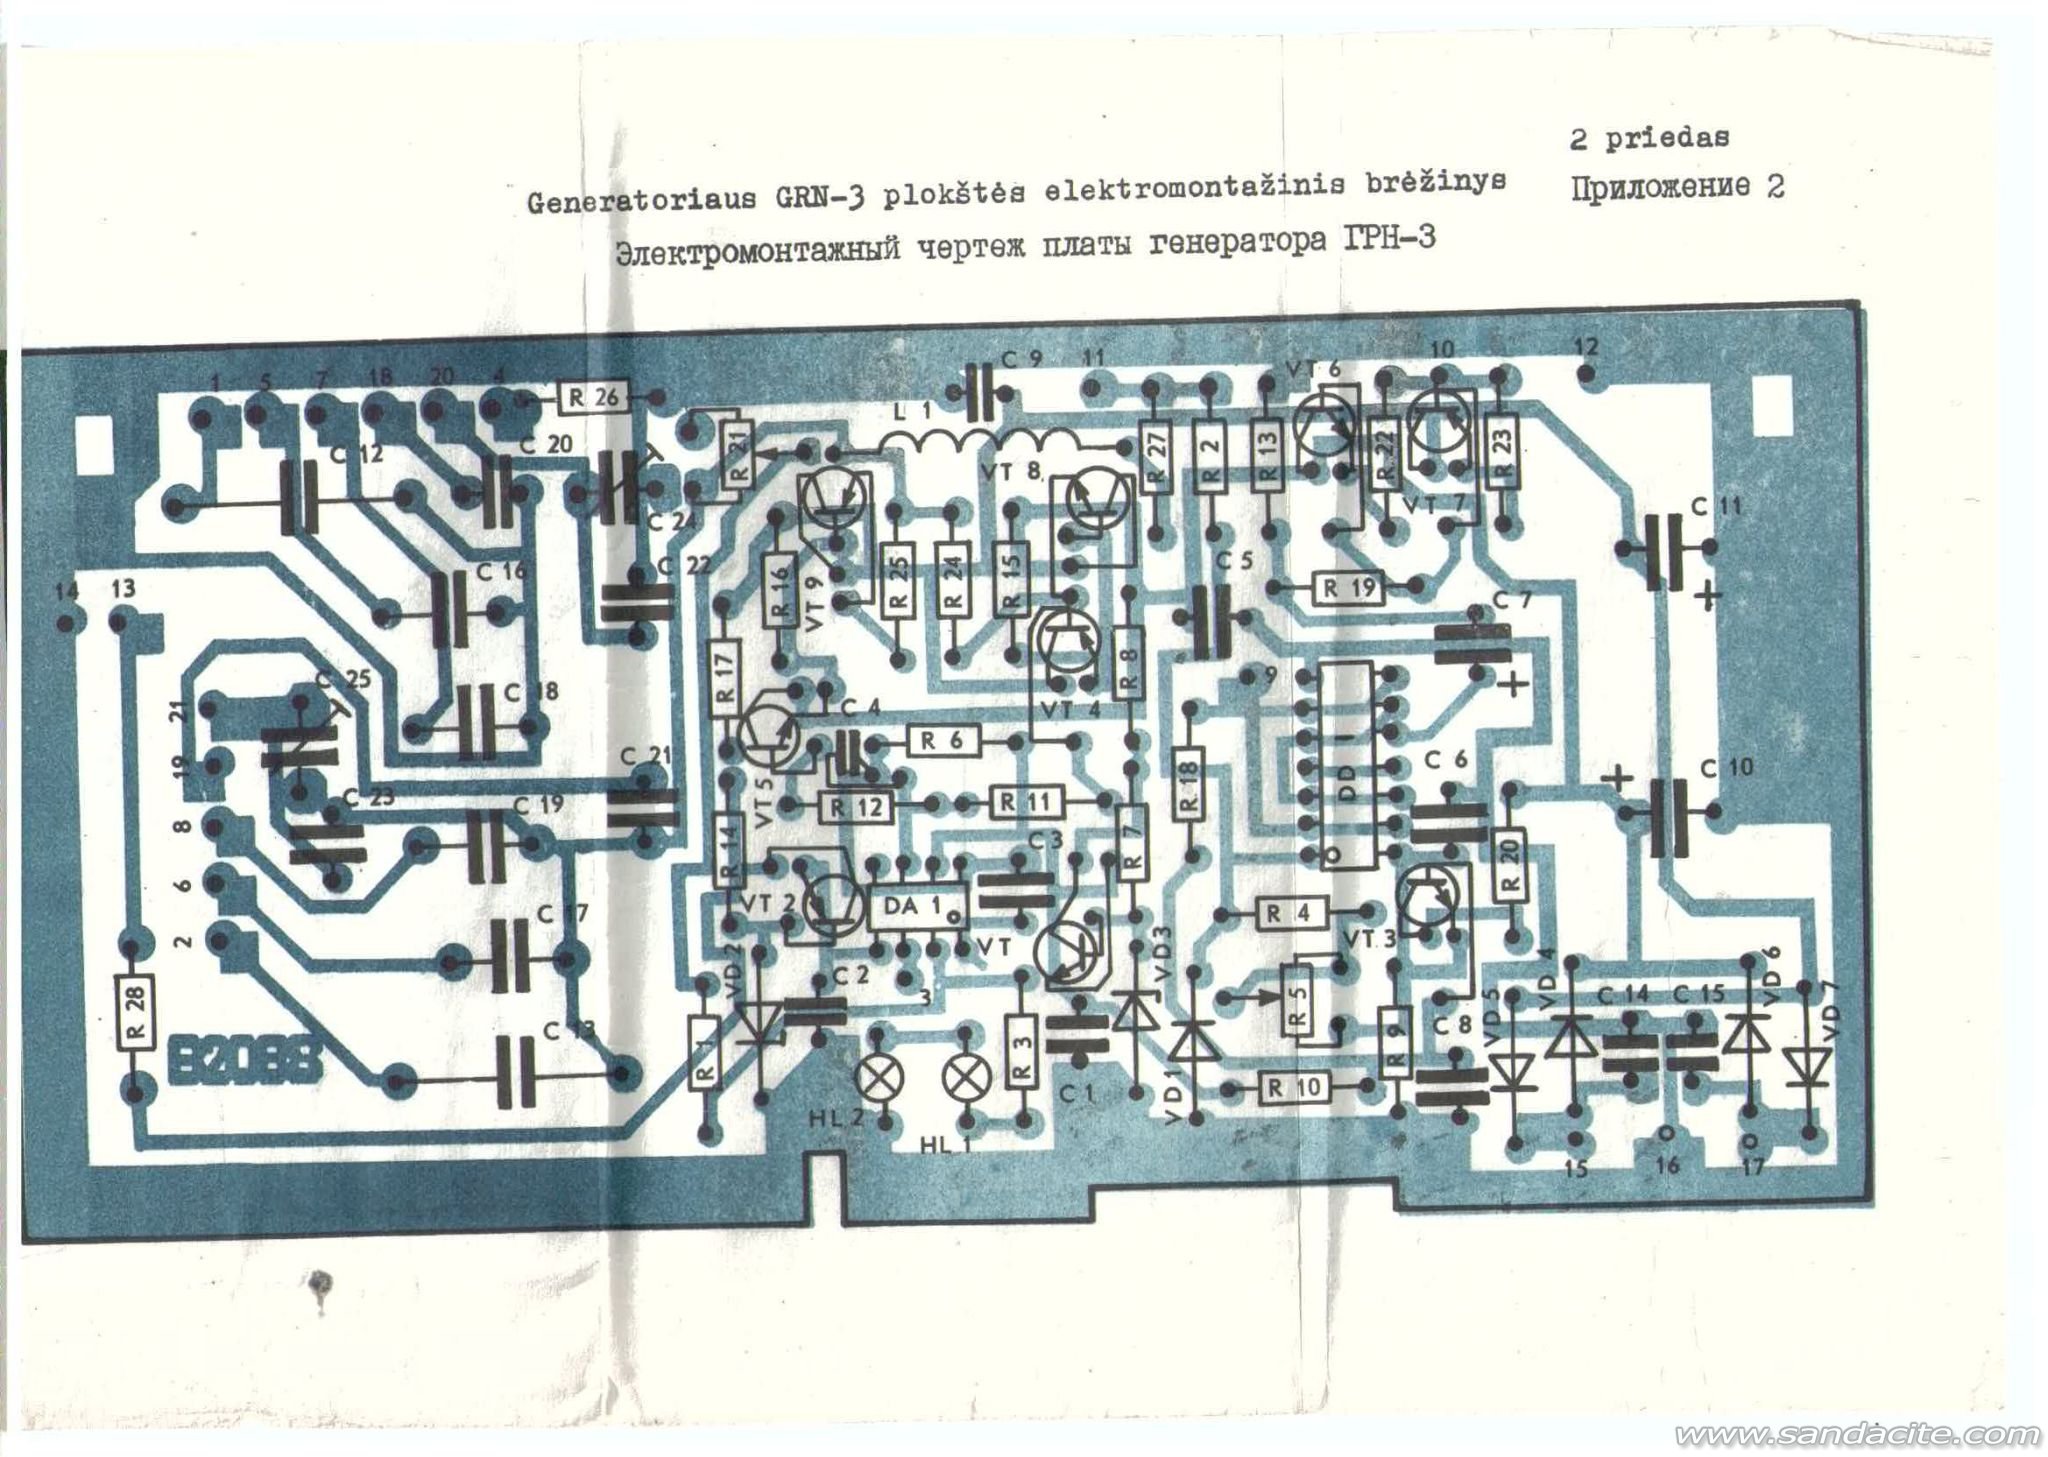 2 priedas
Приложение 2
Generatoriaus GRN-3 plokštės elektromontažinis brėžinys
Электромонтажный чертеж платы генератора ГРН-3
1 5 7 18 20 4
R 26
C 9
11
VT 6
10
12
L 1
C 12
C 20
R 21
VT 8
R 27
R 2
R 13
R 22
R 23
C 24
VT 7
C 11
+
14
13
C 16
C 22
R 16
VT 9
R 25
R 24
R 15
C 5
R 19
C 7
+
R 17
R 8
9
21
C 25
C 18
C 4
VT 4
R 6
19
C 21
VT 5
R 18
DD 1
C 6
+
C 10
C 23
C 19
R 12
R 11
8
R 14
C 3
R 7
R 20
6
VT 2
DA 1
R 4
2
C 17
VT
VT 3
VD 2
VD 3
VD 4
VD 6
C 2
3
R 28
R 5
R 9
C 8
VD 5
C 14
C 15
VD 7
B2088
C 13
R 1
R 3
C 1
VD 1
R 10
HL 2
HL 1
15
16
17
www.sandacite.com